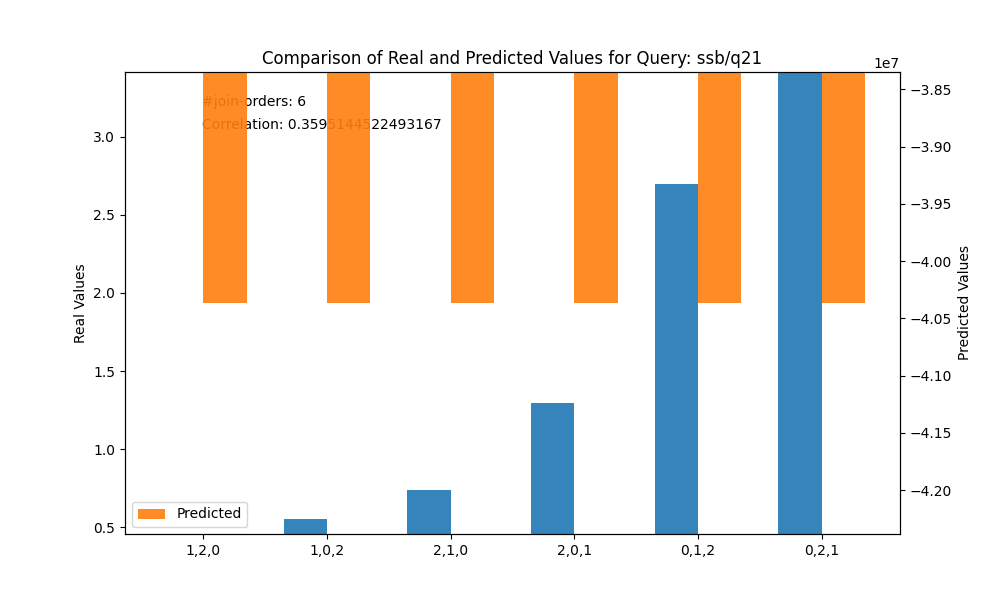 Comparison of Real and Predicted Values for Query: ssb/q21
1e7
#join-orders: 6
Correlation: 0.3595144522493167
3.0
2.5
2.0
1.5
1.0
0.5
Real Values
−3.85
−3.90
−3.95
−4.00
−4.05
−4.10
−4.15
−4.20
Predicted Values
Predicted
1,2,0
1,0,2
2,1,0
2,0,1
0,1,2
0,2,1